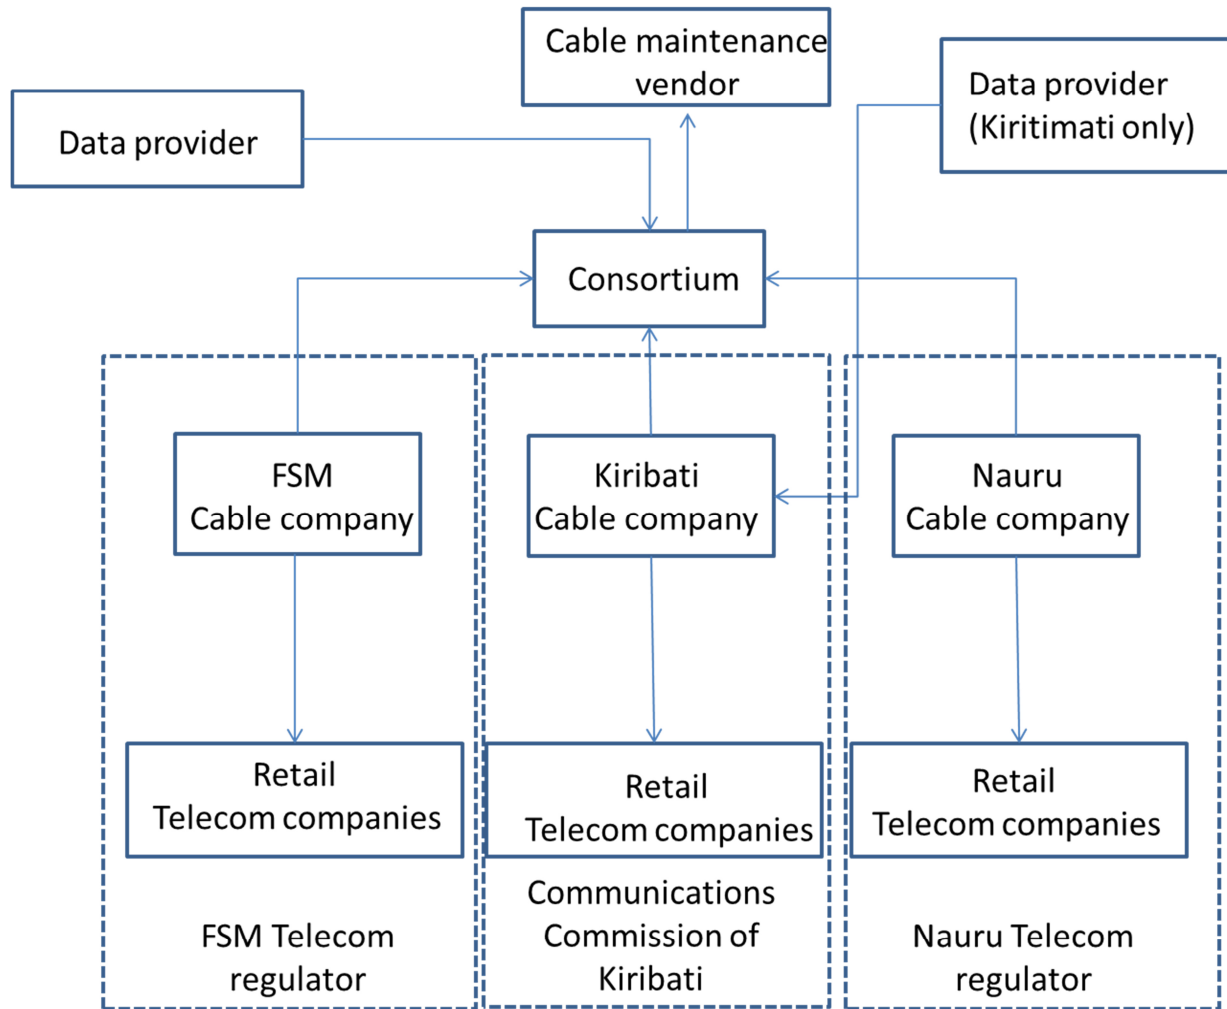 Cable maintenance
vendor
Data provider
(Kiritimati only)
Data provider
Consortium
FSM
Cable company
Kiribati
Cable company
Nauru
Cable company
Retail
Telecom companies
Retail
Telecom companies
Retail
Telecom companies
FSM Telecom
regulator
Communications
Commission of
Kiribati
Nauru Telecom
regulator